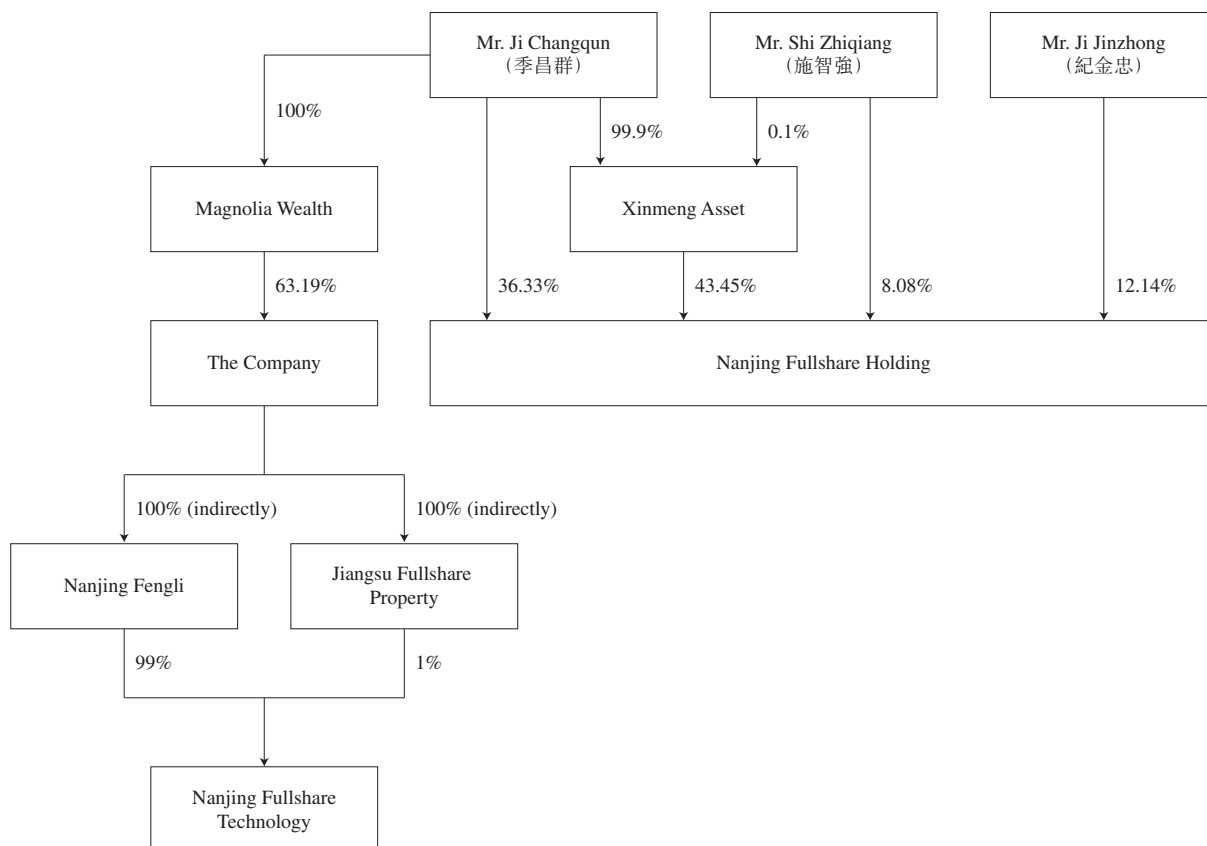 Mr. Ji Changqun
（季昌群）
Mr. Shi Zhiqiang
（施智強）
Mr. Ji Jinzhong
（紀金忠）
100%
99.9%
0.1%
Magnolia Wealth
Xinmeng Asset
63.19%
36.33%
43.45%
8.08%
12.14%
The Company
Nanjing Fullshare Holding
100% (indirectly)
100% (indirectly)
Nanjing Fengli
Jiangsu Fullshare
Property
99%
1%
Nanjing Fullshare
Technology